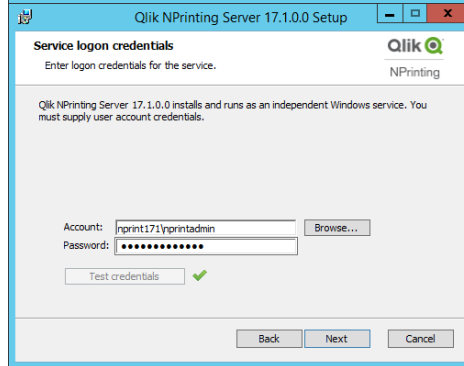 Qlik NPrinting Server 17.1.0.0 Setup
Service logon credentials
Enter logon credentials for the service.
Qlik
NPrinting
Qlik NPrinting Server 17.1.0.0 installs and runs as an independent Windows service. You
must supply user account credentials.
Account: nprint171\nprintadmin Browse...
Password: •••••••••••••
Test credentials
Back Next Cancel